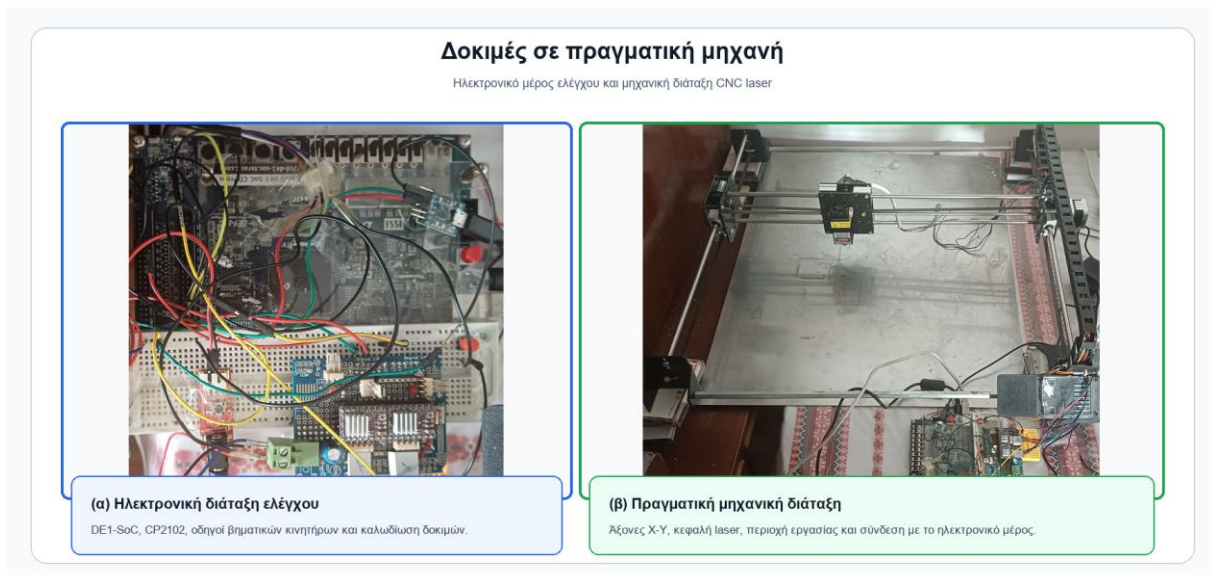 Δοκιμές σε πραγματική μηχανή
Ηλεκτρονικό μέρος ελέγχου και μηχανική διάταξη CNC laser
(α) Ηλεκτρονική διάταξη ελέγχου
DE1-SoC, CP2102, οδηγοί βηματικών κινητήρων και καλωδίωση δοκιμών.
(β) Πραγματική μηχανική διάταξη
Άξονες X-Y, κεφαλή laser, περιοχή εργασίας και σύνδεση με το ηλεκτρονικό μέρος.